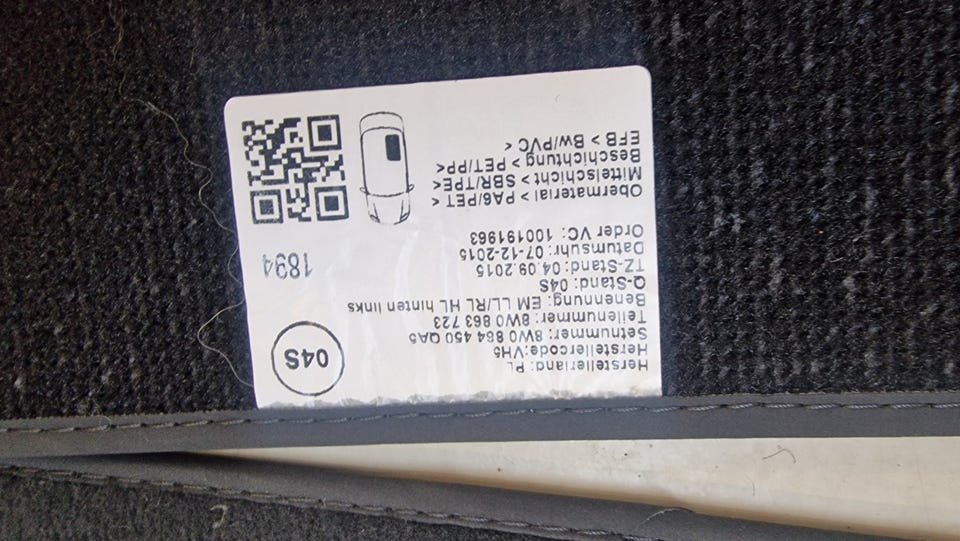 Herstellerland: PL
Herstellercode: VH5
Setnummer: 8W0 864 450 QA5
Teilenummer: 8W0 863 723
Benennung: EM LL/RL HL hinten links
Q-Stand: 04S
TZ-Stand: 04.09.2015
Datumsuhr: 07-12-2015
Order VC: 100191963
Obermaterial > PA6/PET <
Mittelschicht > SBR/TPE<
Beschichtung > PET/PP<
EFB > Bw/PVC <
04S
1894